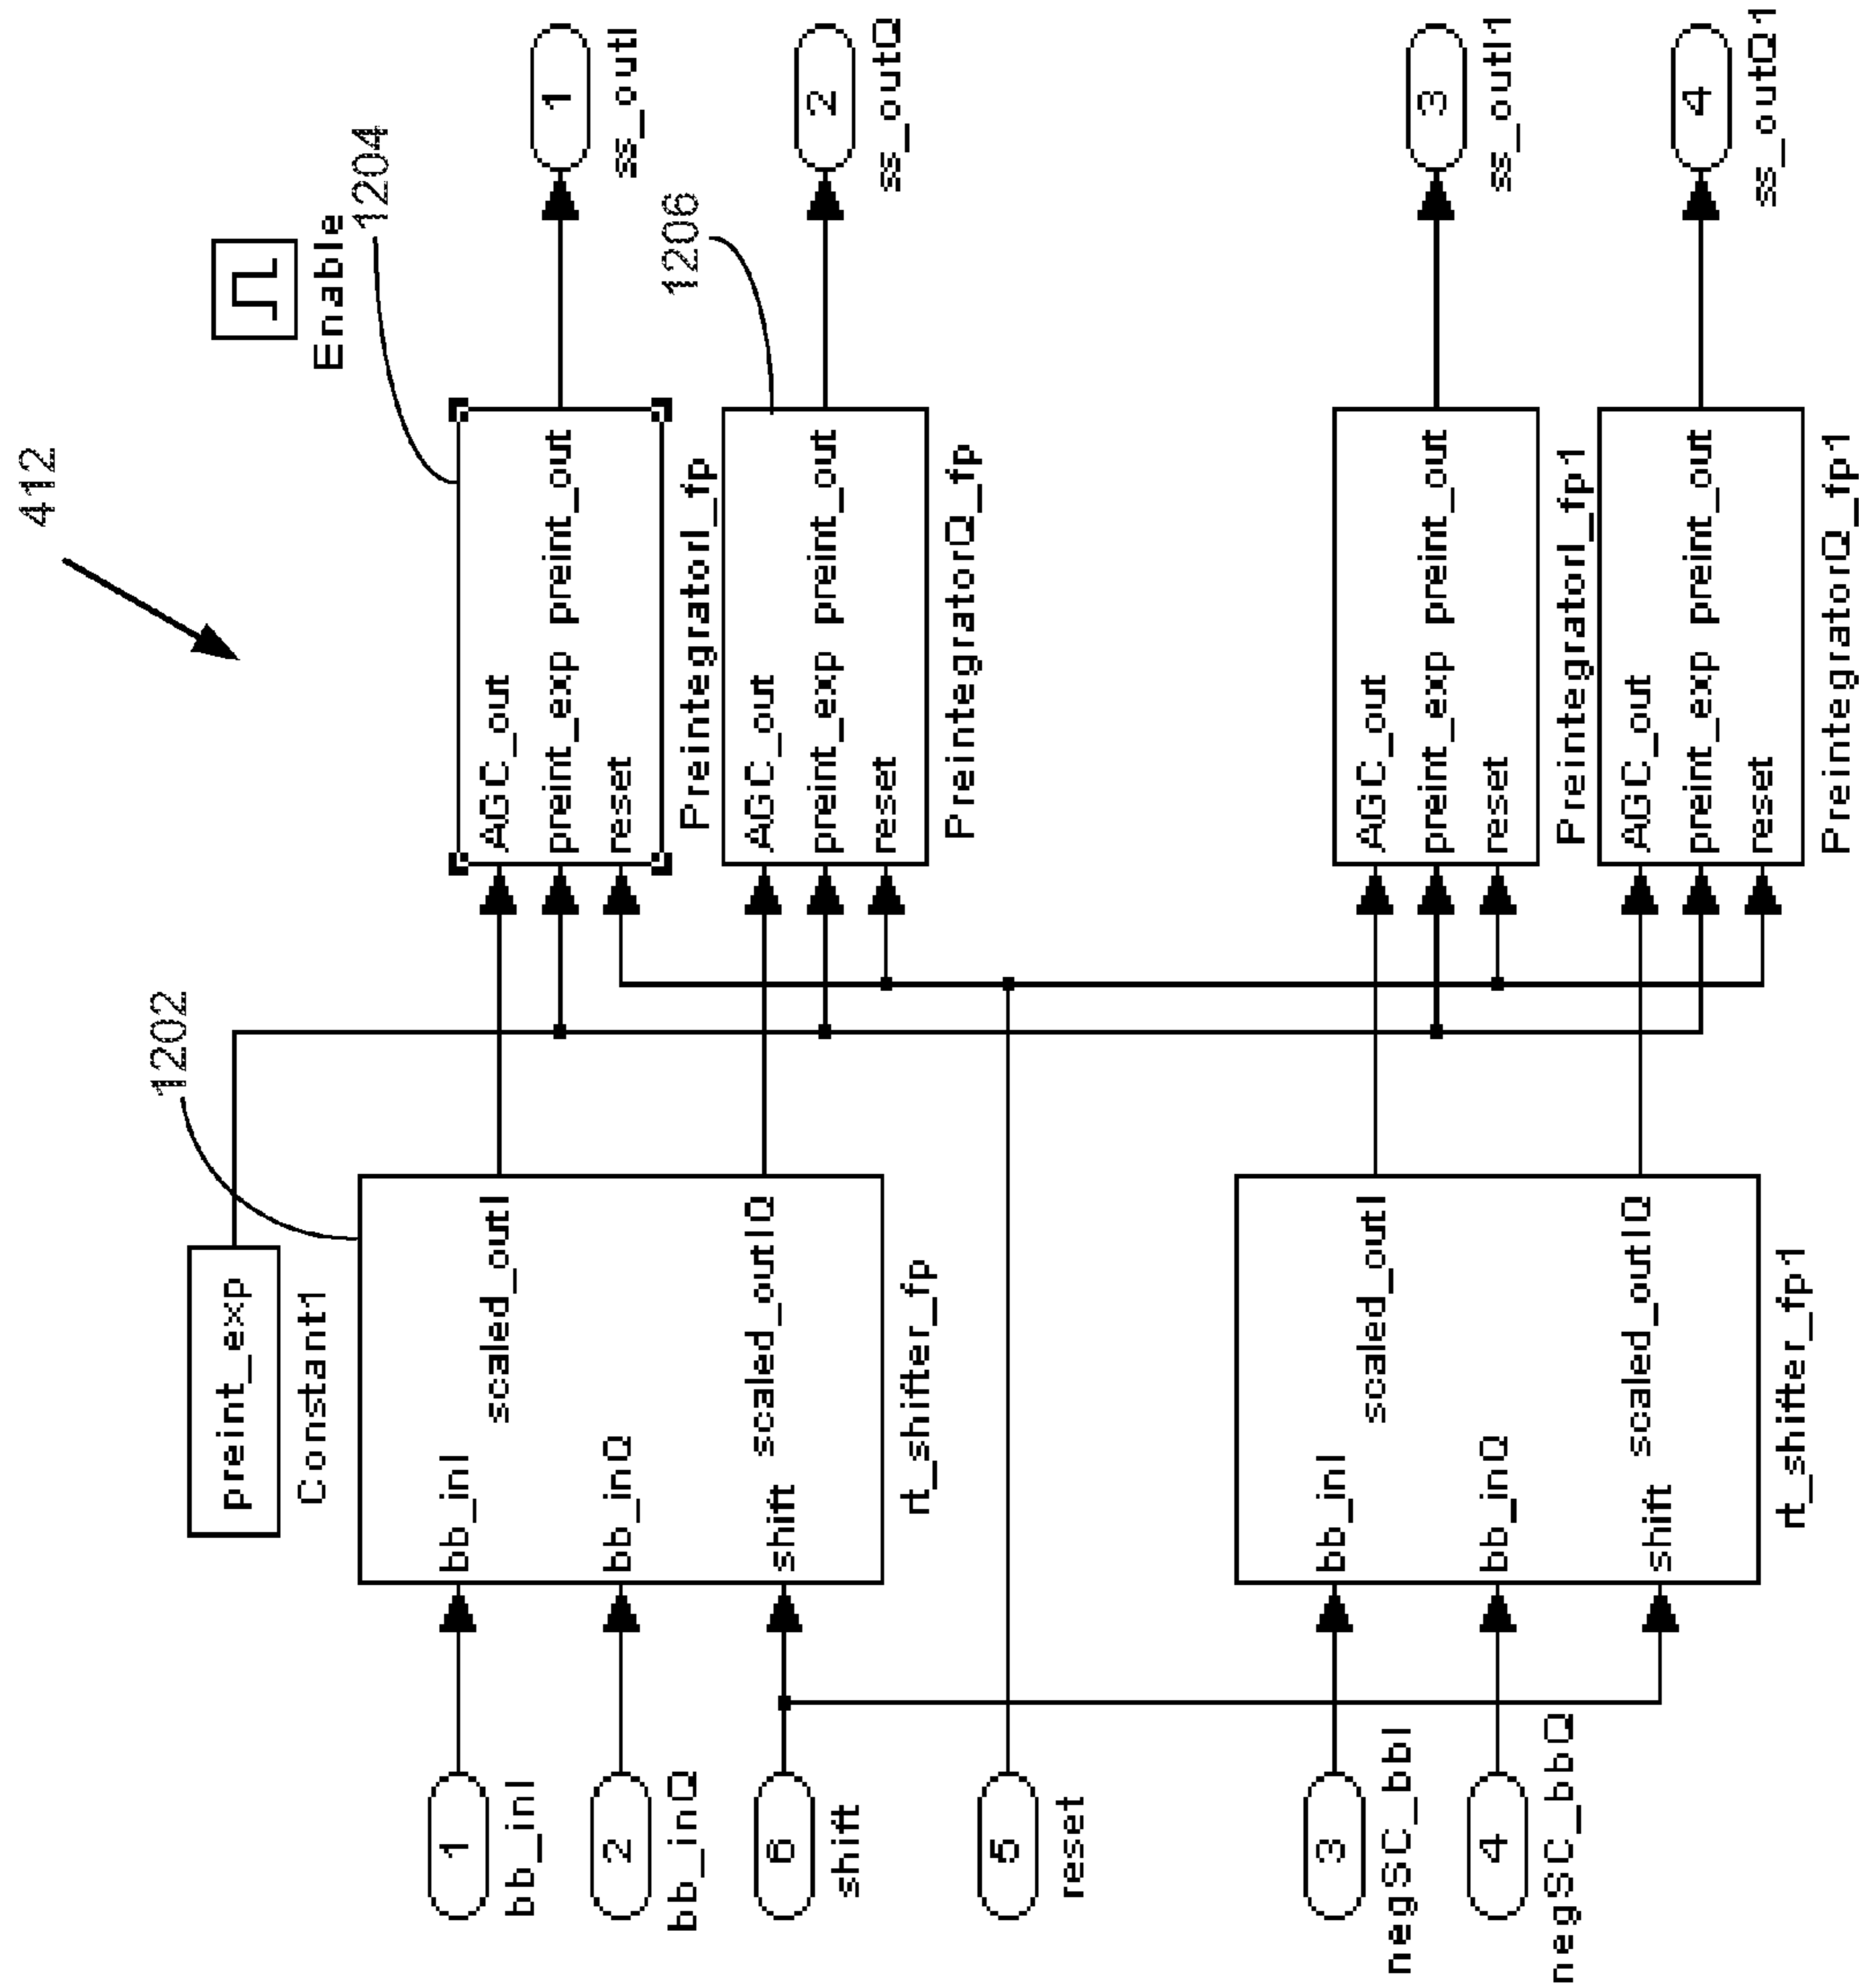 412
Enable
1204
1206
1202
preint_exp
Constant1
1
bb_inI
2
bb_inQ
6
shift
5
reset
3
negSC_bbI
4
negSC_bbQ
bb_inI
scaled_outI
bb_inQ
shift
scaled_outIQ
rt_shifter_fp
bb_inI
scaled_outI
bb_inQ
shift
scaled_outIQ
rt_shifter_fp1
AGC_out
preint_exp preint_out
reset
PreintegratorI_fp
AGC_out
preint_exp preint_out
reset
PreintegratorQ_fp
AGC_out
preint_exp preint_out
reset
PreintegratorI_fp1
AGC_out
preint_exp preint_out
reset
PreintegratorQ_fp1
1
ss_outI
2
ss_outQ
3
ss_outI1
4
ss_outQ1